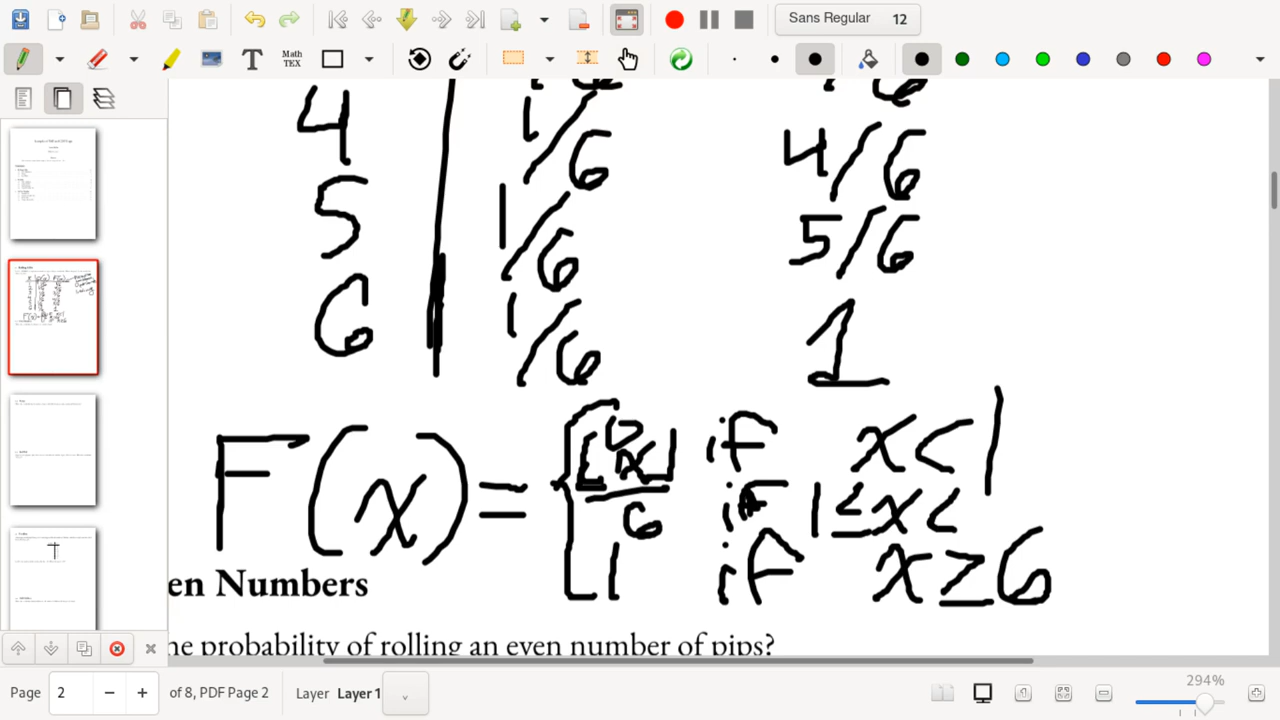 Sans Regular 12
Math TEX
4 1/6 4/6
5 1/6 5/6
6 1/6 1
F(x)= { 0 if x<1
⌊x⌋/6 if 1≤x<
1 if x≥6
en Numbers
he probability of rolling an even number of pips?
294%
Page 2 of 8, PDF Page 2 Layer Layer 1